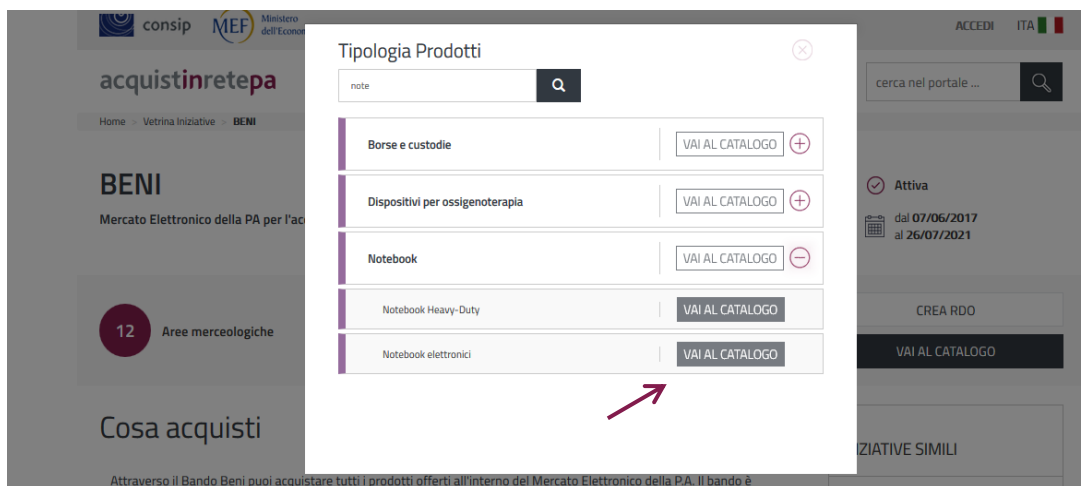 consip MEF Ministero
dell'Econom
ACCEDI ITA
acquistinretepa
cerca nel portale ...
Home > Vetrina Iniziative > BENI
Tipologia Prodotti
note
Borse e custodie VAI AL CATALOGO
Dispositivi per ossigenoterapia VAI AL CATALOGO
Notebook VAI AL CATALOGO
Notebook Heavy-Duty VAI AL CATALOGO
Notebook elettronici VAI AL CATALOGO
BENI
Mercato Elettronico della PA per l'ac
Attiva
dal 07/06/2017
al 26/07/2021
12 Aree merceologiche
CREA RDO
VAI AL CATALOGO
Cosa acquisti
IZIATIVE SIMILI
Attraverso il Bando Beni puoi acquistare tutti i prodotti offerti all'interno del Mercato Elettronico della P.A. Il bando è